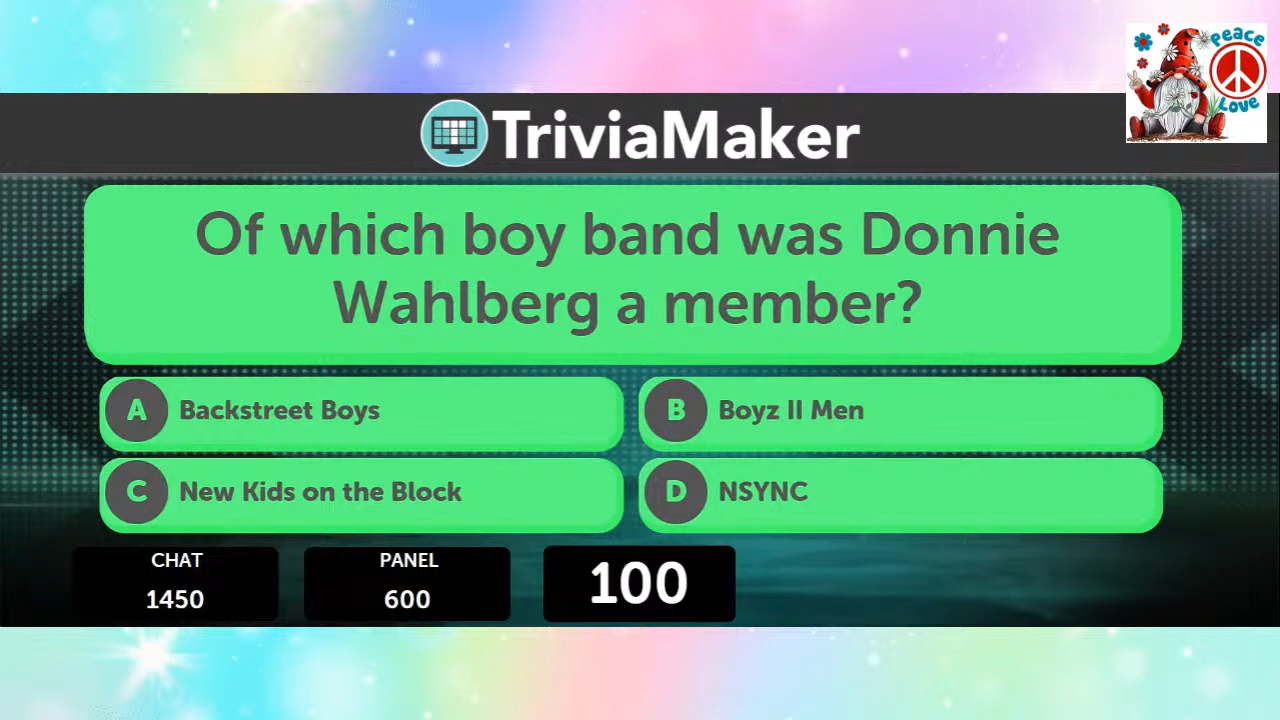 Peace
Love
TriviaMaker
Of which boy band was Donnie
Wahlberg a member?
A Backstreet Boys
B Boyz II Men
C New Kids on the Block
D NSYNC
CHAT
1450
PANEL
600
100